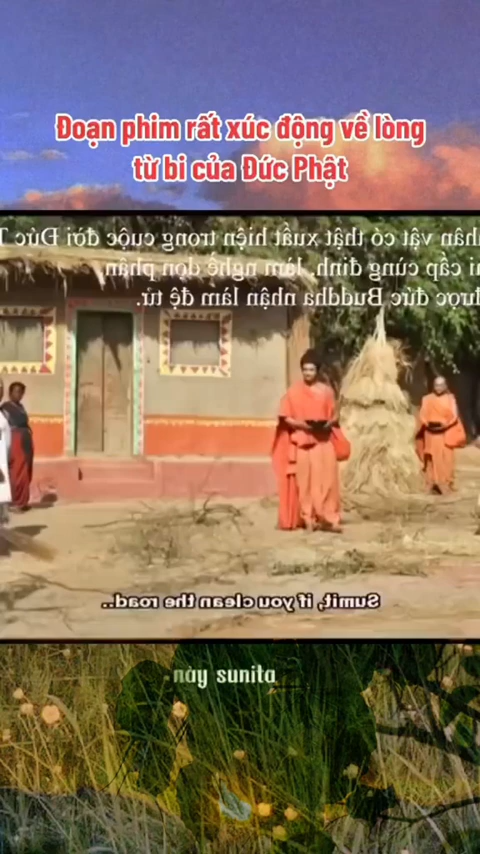 Đoạn phim rất xúc động về lòng
từ bi của Đức Phật
nhân vật có thật xuất hiện trong cuộc đời Đức
cấp cùng đinh, làm nghề dọn phân,
được đức Buddha nhận làm đệ tử.
Sumit, if you clean the road..
này sunita